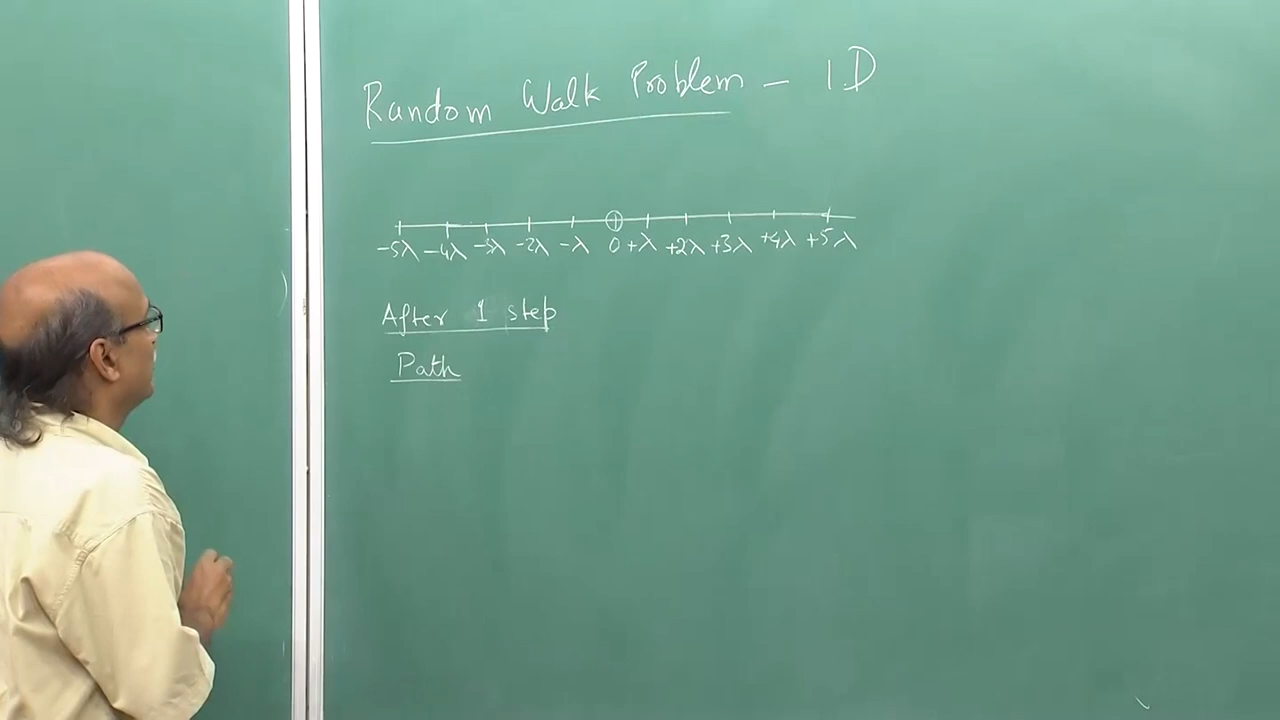 Random Walk Problem - 1D
-5λ -4λ -3λ -2λ -λ 0 +λ +2λ +3λ +4λ +5λ
After 1 step
Path